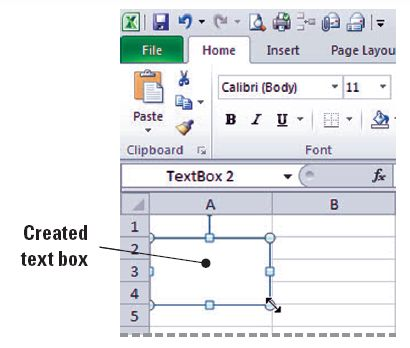 File Home Insert Page Layou
Calibri (Body) 11
Paste
B I U
Clipboard Font
TextBox 2 fx
A B
1
Created
2
text box
3
4
5